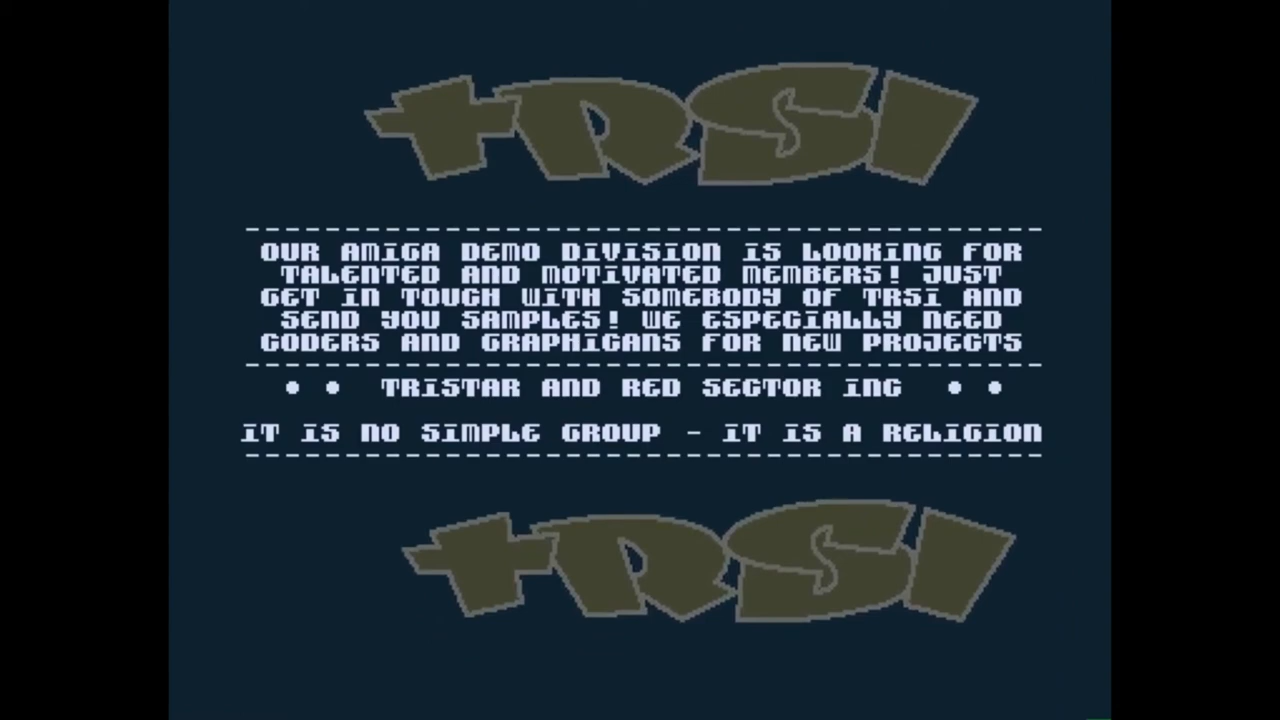 TRSI
----------------------------------------
OUR AMIGA DEMO DIVISION IS LOOKING FOR
TALENTED AND MOTIVATED MEMBERS! JUST
GET IN TOUCH WITH SOMEBODY OF TRSI AND
SEND YOU SAMPLES! WE ESPECIALLY NEED
CODERS AND GRAPHICANS FOR NEW PROJECTS
----------------------------------------
• • TRISTAR AND RED SECTOR INC • •
IT IS NO SIMPLE GROUP - IT IS A RELIGION
----------------------------------------
TRSI